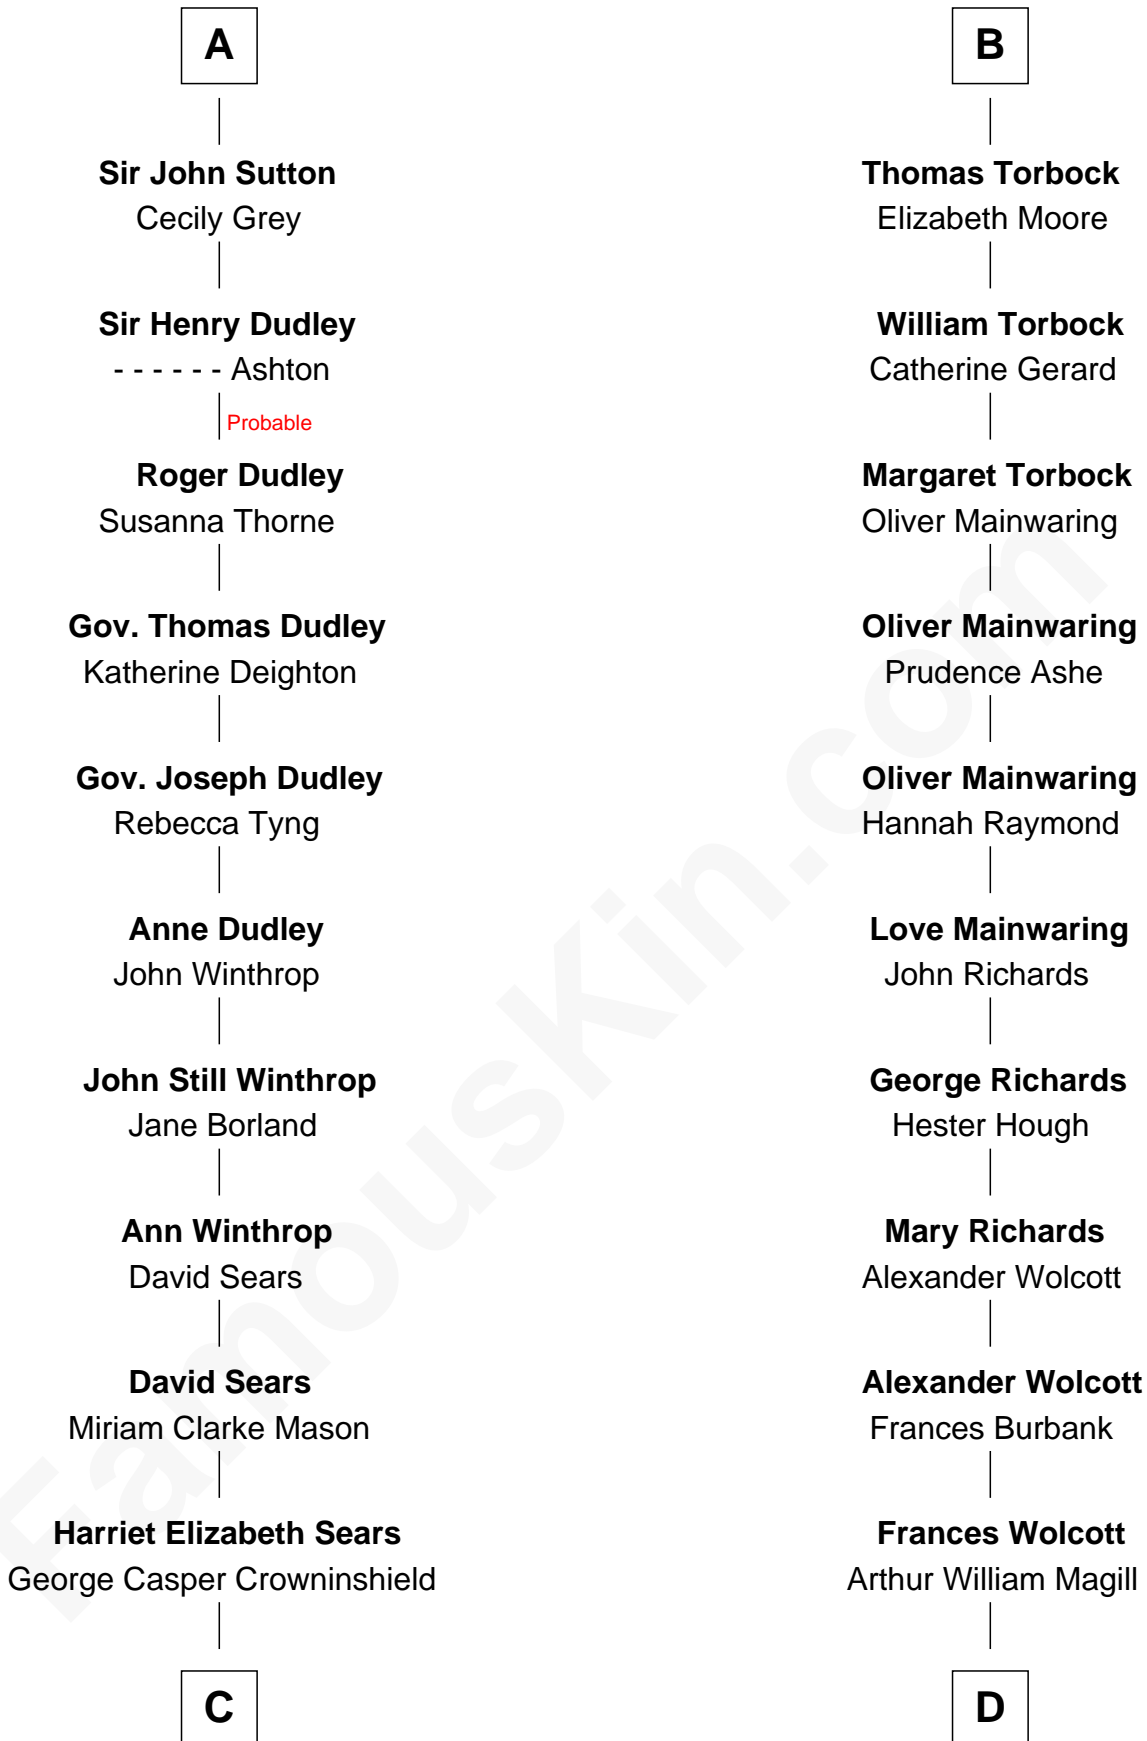 A
Sir John Sutton
Cecily Grey
Sir Henry Dudley
- - - - - - Ashton
Probable
Roger Dudley
Susanna Thorne
Gov. Thomas Dudley
Katherine Deighton
Gov. Joseph Dudley
Rebecca Tyng
Anne Dudley
John Winthrop
John Still Winthrop
Jane Borland
Ann Winthrop
David Sears
David Sears
Miriam Clarke Mason
Harriet Elizabeth Sears
George Casper Crowninshield
C
B
Thomas Torbock
Elizabeth Moore
William Torbock
Catherine Gerard
Margaret Torbock
Oliver Mainwaring
Oliver Mainwaring
Prudence Ashe
Oliver Mainwaring
Hannah Raymond
Love Mainwaring
John Richards
George Richards
Hester Hough
Mary Richards
Alexander Wolcott
Alexander Wolcott
Frances Burbank
Frances Wolcott
Arthur William Magill
D
FamousKin.com